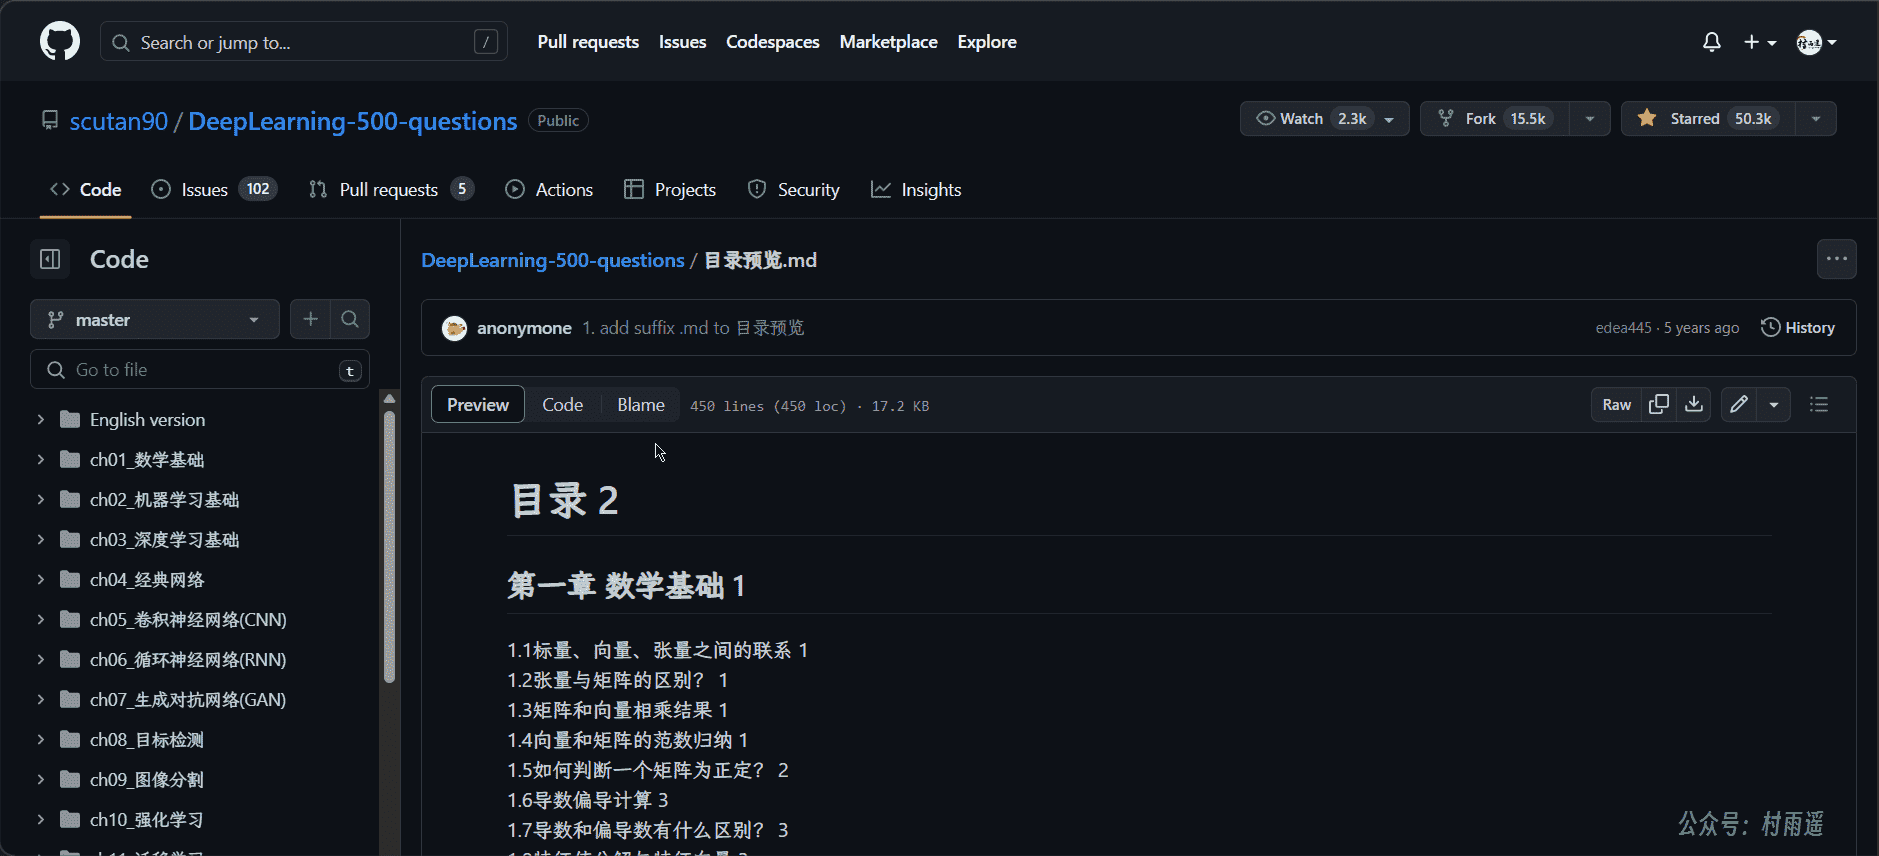 Search or jump to... / Pull requests Issues Codespaces Marketplace Explore
scutan90 / DeepLearning-500-questions Public Watch 2.3k Fork 15.5k Starred 50.3k
Code Issues 102 Pull requests 5 Actions Projects Security Insights
Code
master
Go to file t
English version
ch01_数学基础
ch02_机器学习基础
ch03_深度学习基础
ch04_经典网络
ch05_卷积神经网络(CNN)
ch06_循环神经网络(RNN)
ch07_生成对抗网络(GAN)
ch08_目标检测
ch09_图像分割
ch10_强化学习
DeepLearning-500-questions / 目录预览.md
anonymone 1. add suffix .md to 目录预览 edea445 · 5 years ago History
Preview Code Blame 450 lines (450 loc) · 17.2 KB Raw
目录 2
第一章 数学基础 1
1.1标量、向量、张量之间的联系 1
1.2张量与矩阵的区别？ 1
1.3矩阵和向量相乘结果 1
1.4向量和矩阵的范数归纳 1
1.5如何判断一个矩阵为正定？ 2
1.6导数偏导计算 3
1.7导数和偏导数有什么区别？ 3
公众号：村雨遥